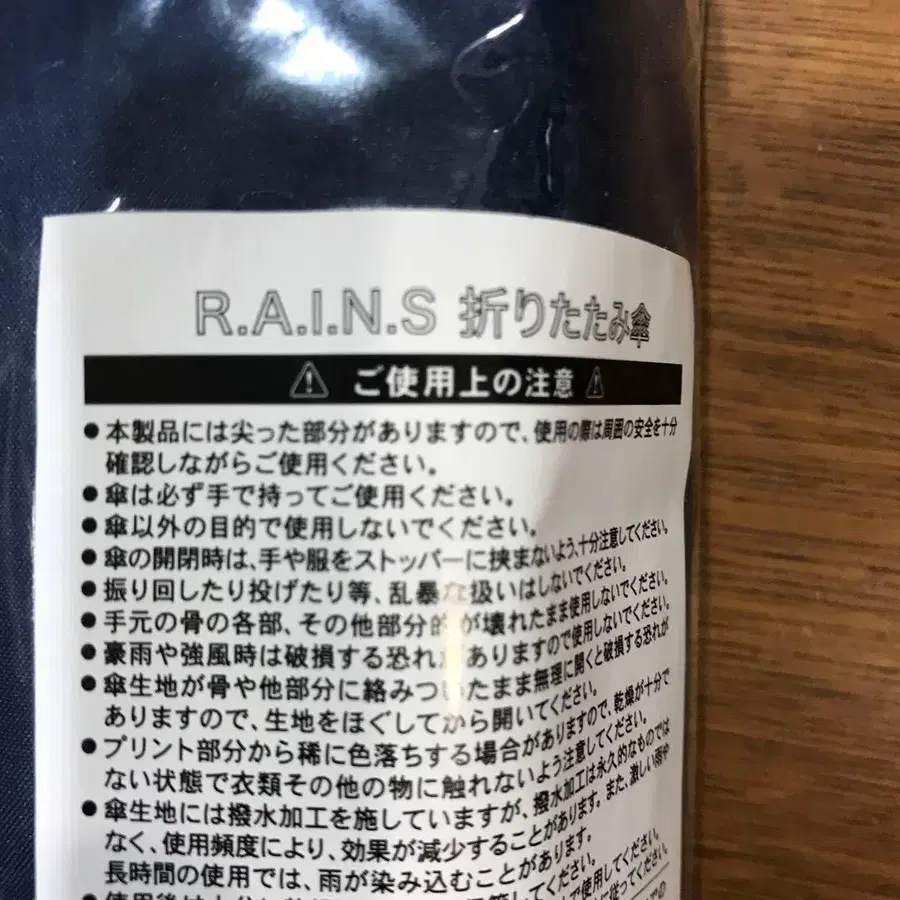 R.A.I.N.S 折りたたみ傘
ご使用上の注意
●本製品には尖った部分がありますので、使用の際は周囲の安全を十分
確認しながらご使用ください。
●傘は必ず手で持ってご使用ください。
●傘以外の目的で使用しないでください。
●傘の開閉時は、手や服をストッパーに挟まないよう、十分注意してください。
●振り回したり投げたり等、乱暴な扱いはしないでください。
●手元の骨の各部、その他部分的が壊れたまま使用しないでください。
●豪雨や強風時は破損する恐れがありますので使用しないでください。
●傘生地が骨や他部分に絡みついたまま無理に開くと破損する恐れが
ありますので、生地をほぐしてから開いてください。
●プリント部分から稀に色落ちする場合がありますので、乾燥が十分で
ない状態で衣類その他の物に触れないよう注意してください。
●傘生地には撥水加工を施していますが、撥水加工は永久的なものでは
なく、使用頻度により、効果が減少することがあります。また、激しい雨や
長時間の使用では、雨が染み込むことがあります。